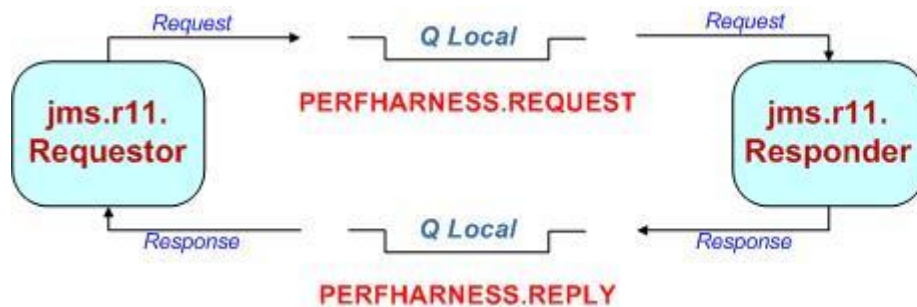 Request
Q Local
Request
jms.r11.
Requestor
PERFHARNESS.REQUEST
jms.r11.
Responder
Response
Q Local
Response
PERFHARNESS.REPLY